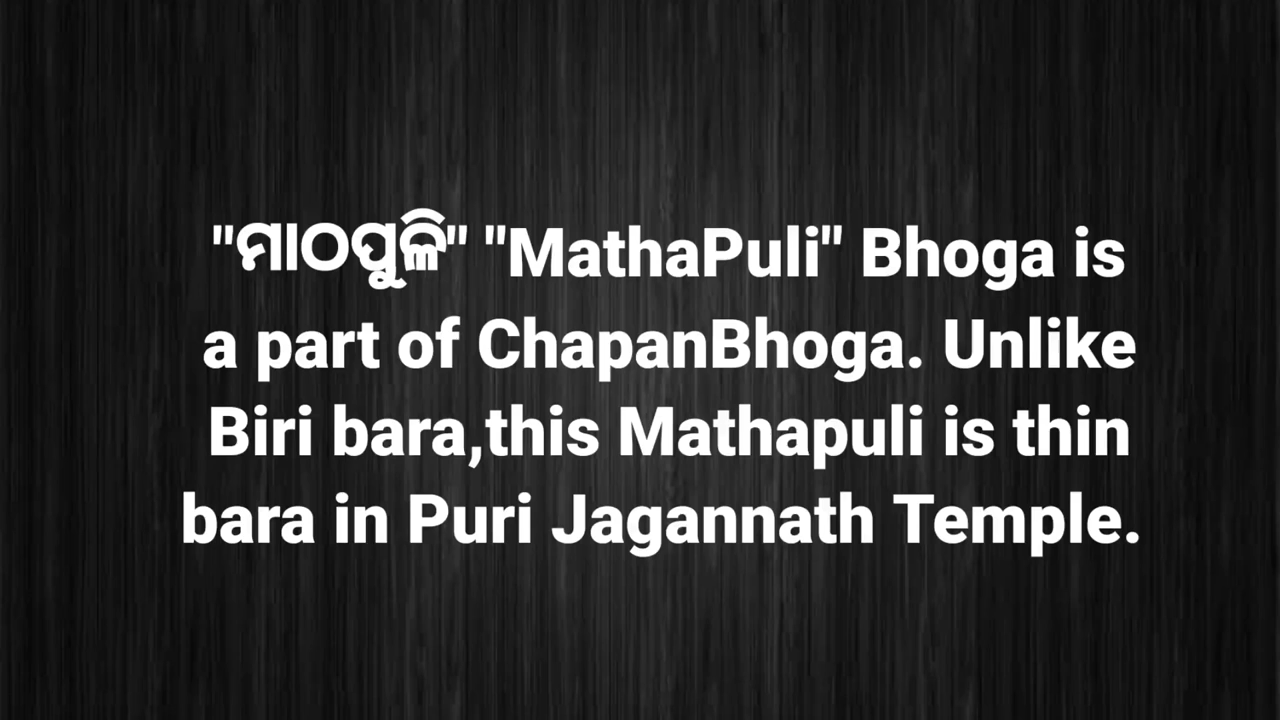 "ମାଠପୁଳି" "MathaPuli" Bhoga is
a part of ChapanBhoga. Unlike
Biri bara,this Mathapuli is thin
bara in Puri Jagannath Temple.